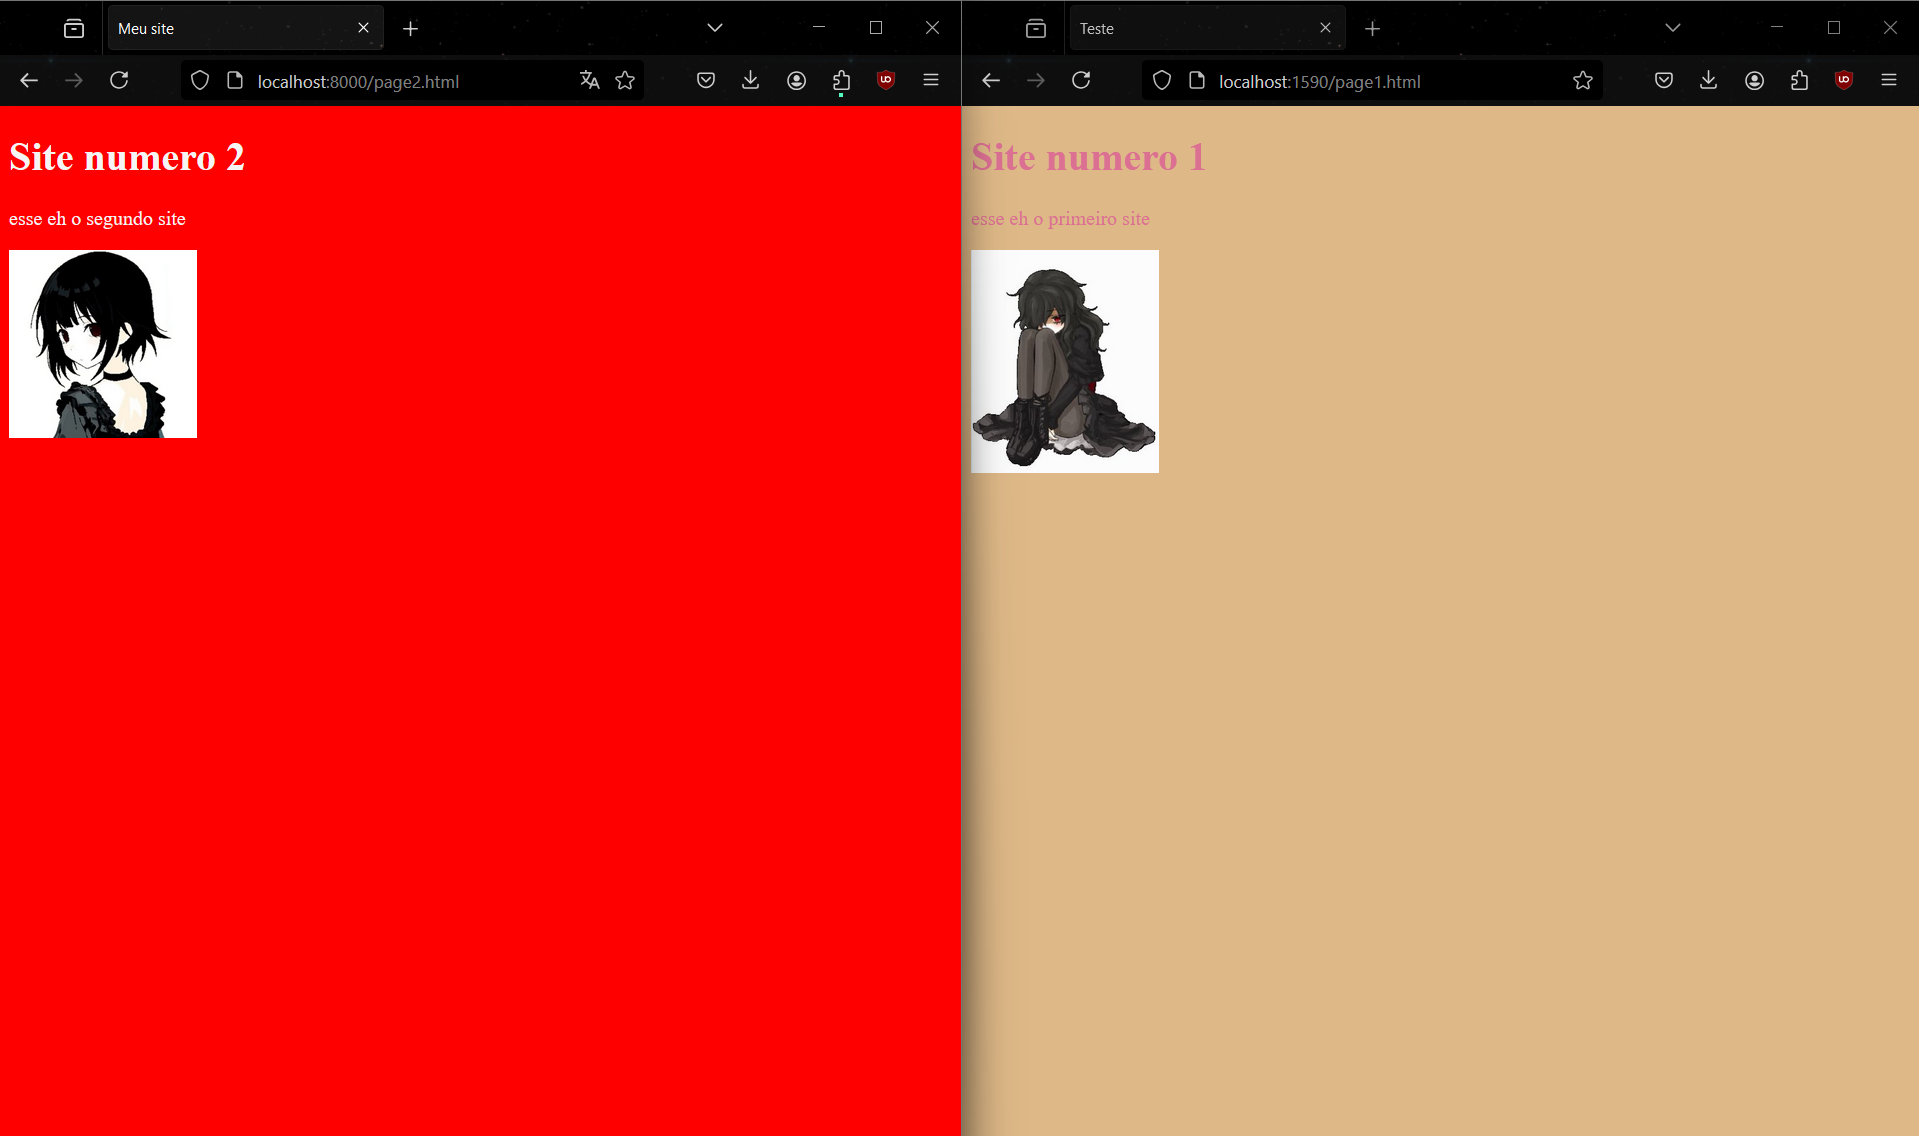 Meu site
localhost:8000/page2.html
Site numero 2
esse eh o segundo site
Teste
localhost:1590/page1.html
Site numero 1
esse eh o primeiro site